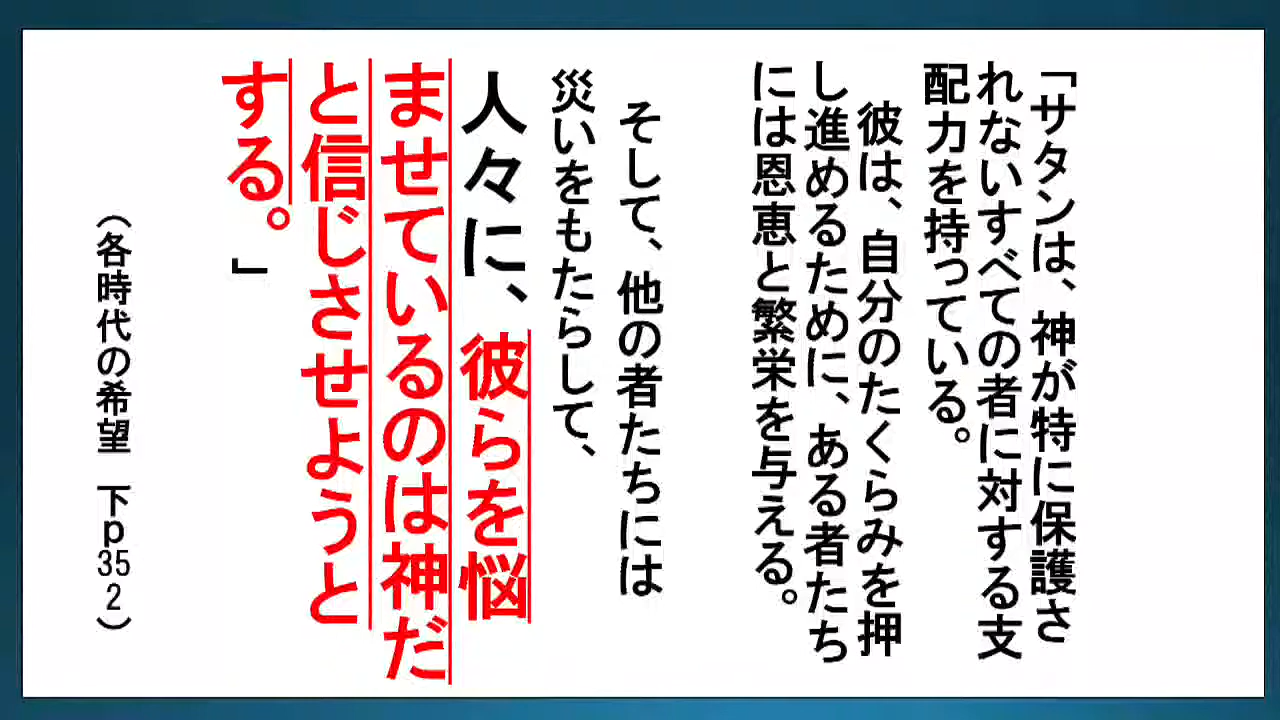 「サタンは、神が特に保護さ
れないすべての者に対する支
配力を持っている。
彼は、自分のたくらみを押
し進めるために、ある者たち
には恩恵と繁栄を与える。
そして、他の者たちには
災いをもたらして、
人々に、彼らを悩
ませているのは神だ
と信じさせようと
する。」
（各時代の希望 下p352）